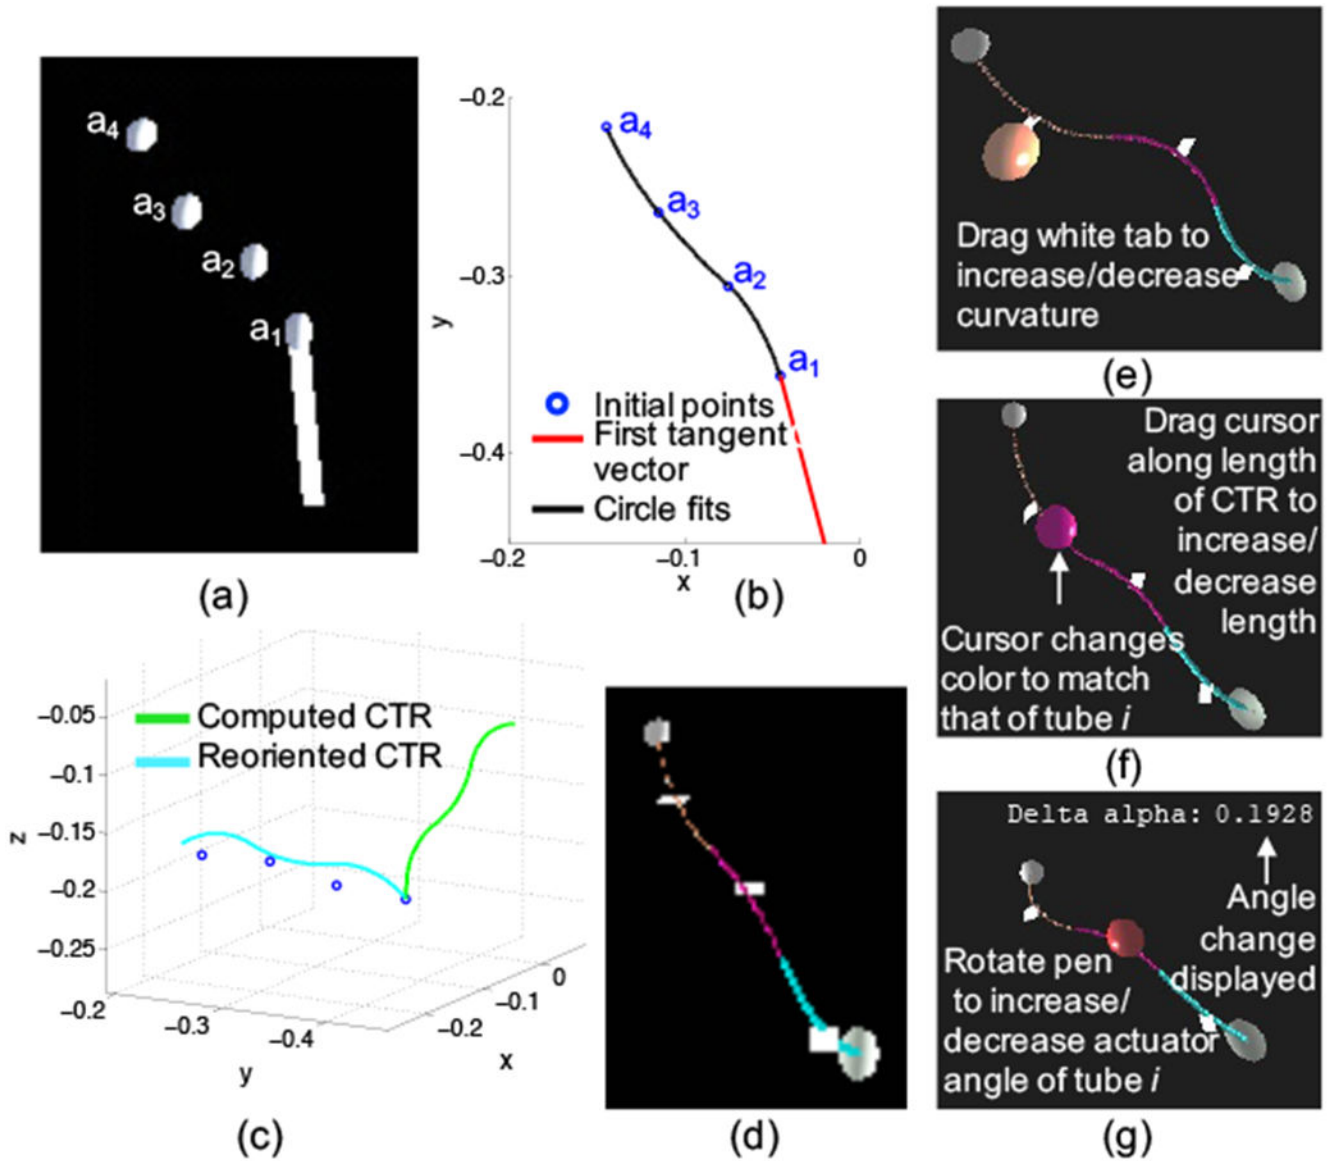 a4
a3
a2
a1
(a)
−0.2
−0.3
−0.4
y
a4
a3
a2
a1
Initial points
First tangent
vector
Circle fits
−0.2
−0.1
0
x
(b)
Drag white tab to
increase/decrease
curvature
(e)
Drag cursor
along length
of CTR to
increase/
decrease
length
Cursor changes
color to match
that of tube i
(f)
Computed CTR
Reoriented CTR
−0.05
−0.1
−0.15
−0.2
−0.25
z
−0.2
−0.3
−0.4
y
0
−0.1
−0.2
x
(c)
(d)
Delta alpha: 0.1928
Angle
change
displayed
Rotate pen
to increase/
decrease actuator
angle of tube i
(g)